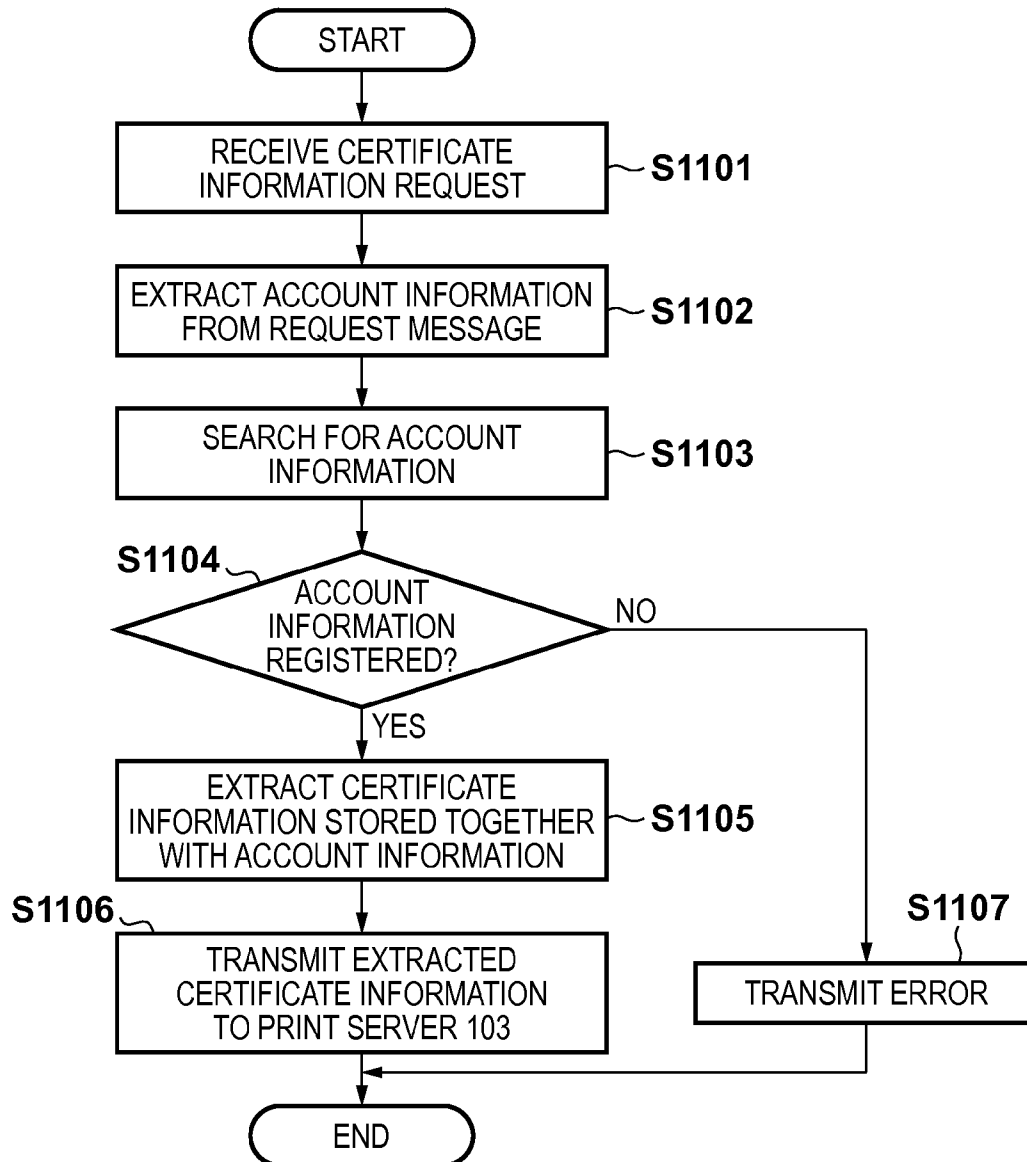 START
RECEIVE CERTIFICATE
INFORMATION REQUEST
S1101
EXTRACT ACCOUNT INFORMATION
FROM REQUEST MESSAGE
S1102
SEARCH FOR ACCOUNT
INFORMATION
S1103
S1104
ACCOUNT
INFORMATION
REGISTERED?
NO
YES
EXTRACT CERTIFICATE
INFORMATION STORED TOGETHER
WITH ACCOUNT INFORMATION
S1105
S1106
TRANSMIT EXTRACTED
CERTIFICATE INFORMATION
TO PRINT SERVER 103
S1107
TRANSMIT ERROR
END